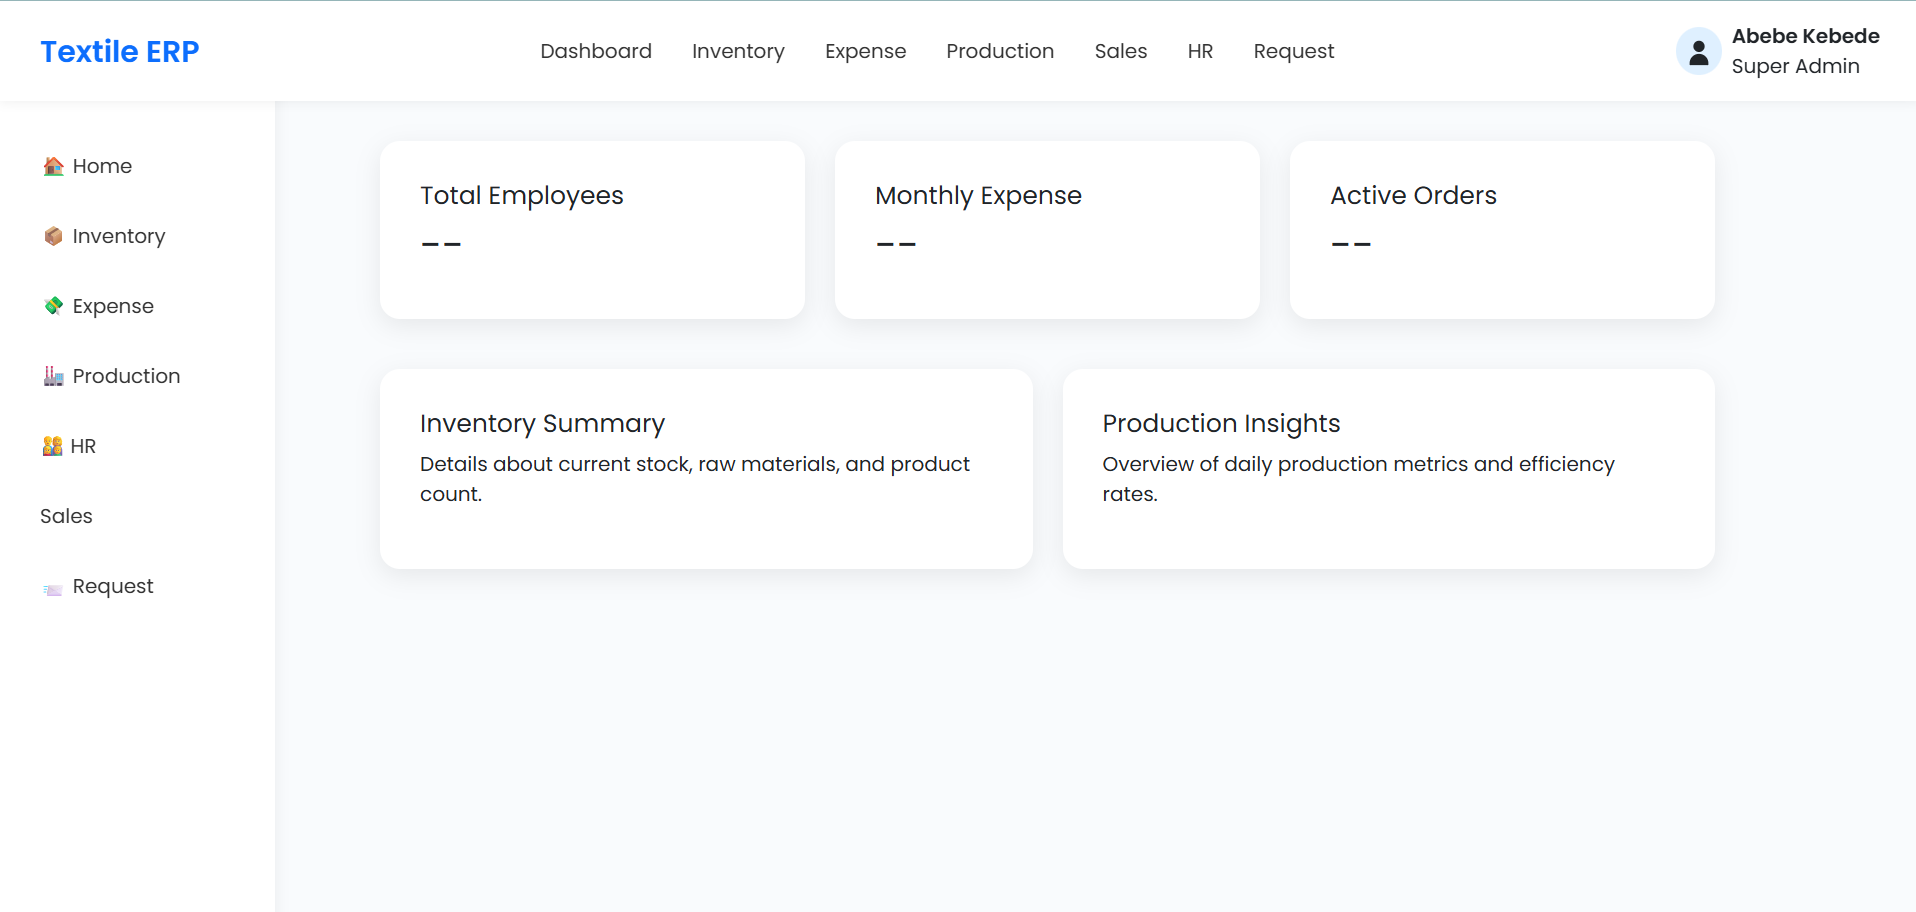 Textile ERP
Dashboard Inventory Expense Production Sales HR Request
Abebe Kebede
Super Admin
Home
Inventory
Expense
Production
HR
Sales
Request
Total Employees
--
Monthly Expense
--
Active Orders
--
Inventory Summary
Details about current stock, raw materials, and product
count.
Production Insights
Overview of daily production metrics and efficiency
rates.